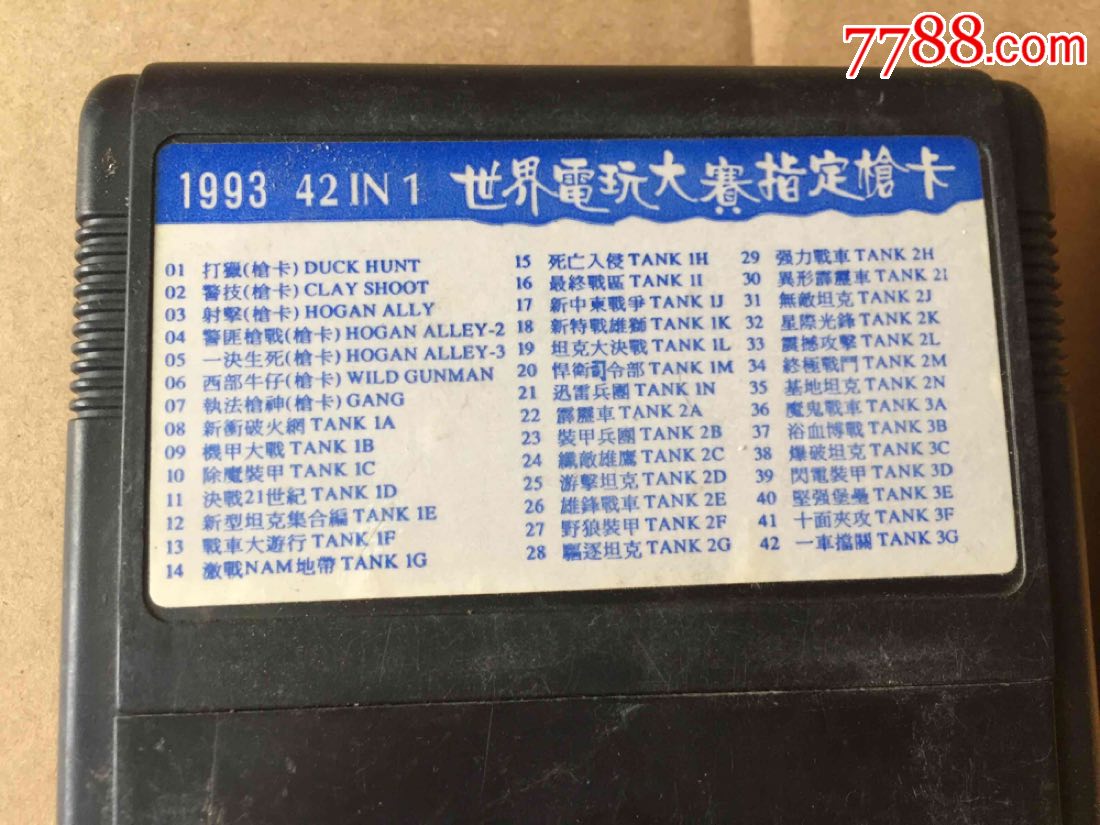 7788.com
1993 42 IN 1 世界電玩大賽指定槍卡
01 打獵(槍卡) DUCK HUNT
02 警技(槍卡) CLAY SHOOT
03 射擊(槍卡) HOGAN ALLY
04 警匪槍戰(槍卡) HOGAN ALLEY-2
05 一決生死(槍卡) HOGAN ALLEY-3
06 西部牛仔(槍卡) WILD GUNMAN
07 執法槍神(槍卡) GANG
08 新衝破火網 TANK 1A
09 機甲大戰 TANK 1B
10 除魔裝甲 TANK 1C
11 決戰21世紀 TANK 1D
12 新型坦克集合編 TANK 1E
13 戰車大遊行 TANK 1F
14 激戰NAM地帶 TANK 1G
15 死亡入侵 TANK 1H
16 最終戰區 TANK 1I
17 新中東戰爭 TANK 1J
18 新特戰雄獅 TANK 1K
19 坦克大決戰 TANK 1L
20 悍衛司令部 TANK 1M
21 迅雷兵團 TANK 1N
22 霹靂車 TANK 2A
23 裝甲兵團 TANK 2B
24 殲敵雄鷹 TANK 2C
25 游擊坦克 TANK 2D
26 雄鋒戰車 TANK 2E
27 野狼裝甲 TANK 2F
28 驅逐坦克 TANK 2G
29 强力戰車 TANK 2H
30 異形霹靂車 TANK 2I
31 無敵坦克 TANK 2J
32 星際光鋒 TANK 2K
33 震撼攻擊 TANK 2L
34 終極戰鬥 TANK 2M
35 基地坦克 TANK 2N
36 魔鬼戰車 TANK 3A
37 浴血博戰 TANK 3B
38 爆破坦克 TANK 3C
39 閃電裝甲 TANK 3D
40 堅强堡壘 TANK 3E
41 十面夾攻 TANK 3F
42 一車擋關 TANK 3G